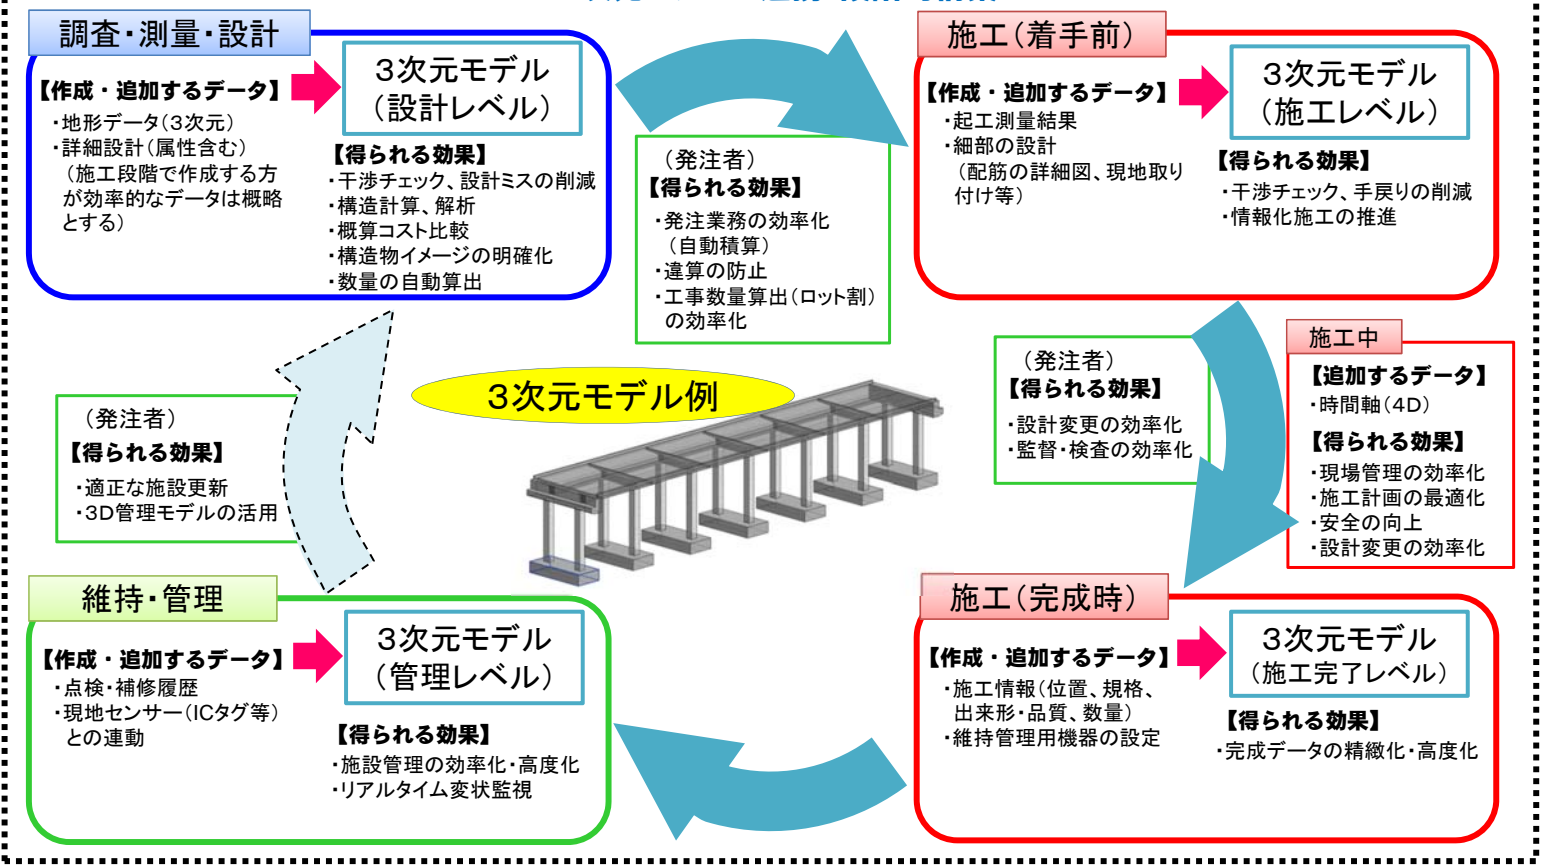 調査・測量・設計
【作成・追加するデータ】
・地形データ(3次元)
・詳細設計(属性含む)
(施工段階で作成する方
が効率的なデータは概略
とする)
3次元モデル
(設計レベル)
【得られる効果】
・干渉チェック、設計ミスの削減
・構造計算、解析
・概算コスト比較
・構造物イメージの明確化
・数量の自動算出
(発注者)
【得られる効果】
・発注業務の効率化
(自動積算)
・違算の防止
・工事数量算出(ロット割)
の効率化
施工(着手前)
【作成・追加するデータ】
・起工測量結果
・細部の設計
(配筋の詳細図、現地取り
付け等)
3次元モデル
(施工レベル)
【得られる効果】
・干渉チェック、手戻りの削減
・情報化施工の推進
(発注者)
【得られる効果】
・設計変更の効率化
・監督・検査の効率化
施工中
【追加するデータ】
・時間軸(4D)
【得られる効果】
・現場管理の効率化
・施工計画の最適化
・安全の向上
・設計変更の効率化
3次元モデル例
(発注者)
【得られる効果】
・適正な施設更新
・3D管理モデルの活用
維持・管理
【作成・追加するデータ】
・点検・補修履歴
・現地センサー(ICタグ等)
との連動
3次元モデル
(管理レベル)
【得られる効果】
・施設管理の効率化・高度化
・リアルタイム変状監視
施工(完成時)
【作成・追加するデータ】
・施工情報(位置、規格、
出来形・品質、数量)
・維持管理用機器の設定
3次元モデル
(施工完了レベル)
【得られる効果】
・完成データの精緻化・高度化